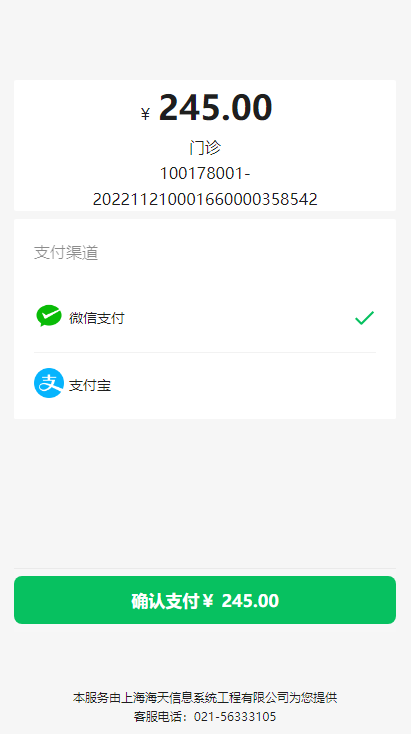 ¥ 245.00
门诊
100178001-
202211210001660000358542
支付渠道
微信支付
支付宝
确认支付￥ 245.00
本服务由上海海天信息系统工程有限公司为您提供
客服电话：021-56333105